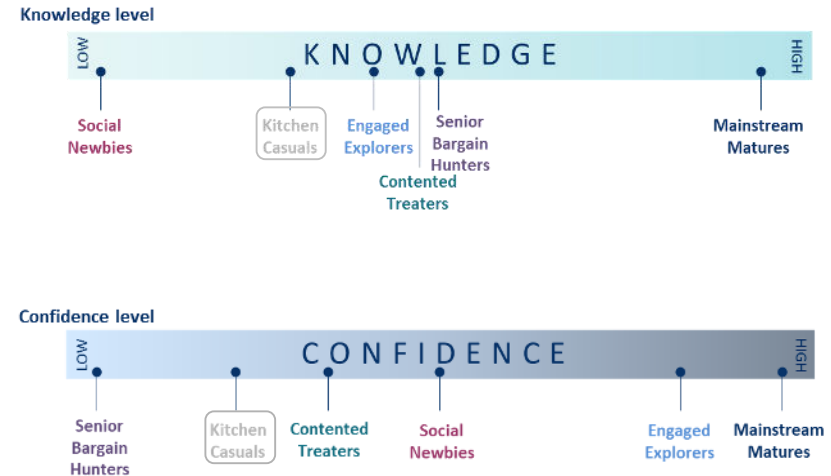 Knowledge level
LOW
KNOWLEDGE
HIGH
Social
Newbies
Kitchen
Casuals
Engaged
Explorers
Contented
Treaters
Senior
Bargain
Hunters
Mainstream
Matures
Confidence level
LOW
CONFIDENCE
HIGH
Senior
Bargain
Hunters
Kitchen
Casuals
Contented
Treaters
Social
Newbies
Engaged
Explorers
Mainstream
Matures